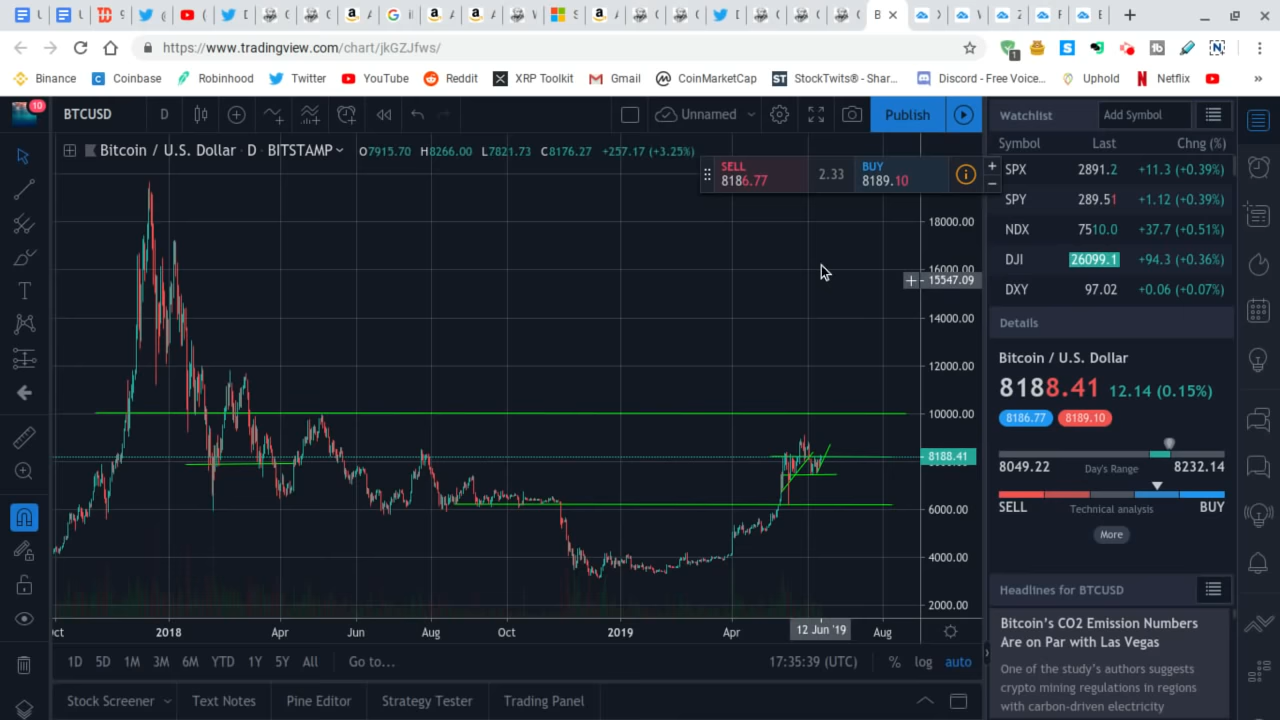 https://www.tradingview.com/chart/jkGZJfws/
1
Binance Coinbase Robinhood Twitter YouTube Reddit XRP Toolkit Gmail CoinMarketCap StockTwits® - Shar... Discord - Free Voice... Uphold Netflix »
10
BTCUSD D Unnamed Publish
Watchlist Add Symbol
Bitcoin / U.S. Dollar · D · BITSTAMP O7915.70 H8266.00 L7821.73 C8176.27 +257.17 (+3.25%)
SELL
8186.77
2.33
BUY
8189.10
Symbol Last Chng (%)
SPX 2891.2 +11.3 (+0.39%)
SPY 289.51 +1.12 (+0.39%)
NDX 7510.0 +37.7 (+0.51%)
DJI 26099.1 +94.3 (+0.36%)
DXY 97.02 +0.06 (+0.07%)
18000.00
16000.00
15547.09
14000.00
12000.00
10000.00
8188.41
6000.00
4000.00
2000.00
Details
Bitcoin / U.S. Dollar
8188.41 12.14 (0.15%)
8186.77 8189.10
8049.22 Day's Range 8232.14
SELL Technical analysis BUY
More
Headlines for BTCUSD
Bitcoin's CO2 Emission Numbers
Are on Par with Las Vegas
One of the study's authors suggests
crypto mining regulations in regions
with carbon-driven electricity
2018 Apr Jun Aug Oct 2019 Apr 12 Jun '19 Aug
1D 5D 1M 3M 6M YTD 1Y 5Y All Go to... 17:35:39 (UTC) % log auto
Stock Screener Text Notes Pine Editor Strategy Tester Trading Panel